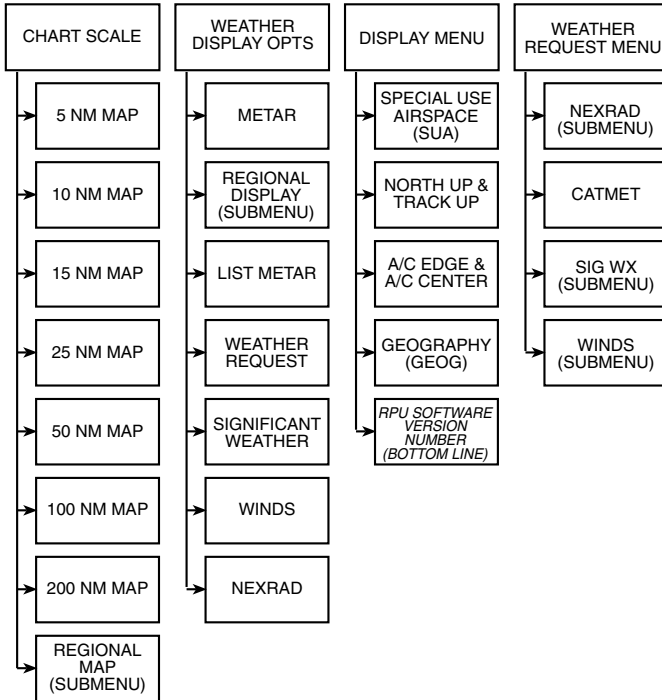 CHART SCALE
5 NM MAP
10 NM MAP
15 NM MAP
25 NM MAP
50 NM MAP
100 NM MAP
200 NM MAP
REGIONAL
MAP
(SUBMENU)
WEATHER
DISPLAY OPTS
METAR
REGIONAL
DISPLAY
(SUBMENU)
LIST METAR
WEATHER
REQUEST
SIGNIFICANT
WEATHER
WINDS
NEXRAD
DISPLAY MENU
SPECIAL USE
AIRSPACE
(SUA)
NORTH UP &
TRACK UP
A/C EDGE &
A/C CENTER
GEOGRAPHY
(GEOG)
RPU SOFTWARE
VERSION
NUMBER
(BOTTOM LINE)
WEATHER
REQUEST MENU
NEXRAD
(SUBMENU)
CATMET
SIG WX
(SUBMENU)
WINDS
(SUBMENU)